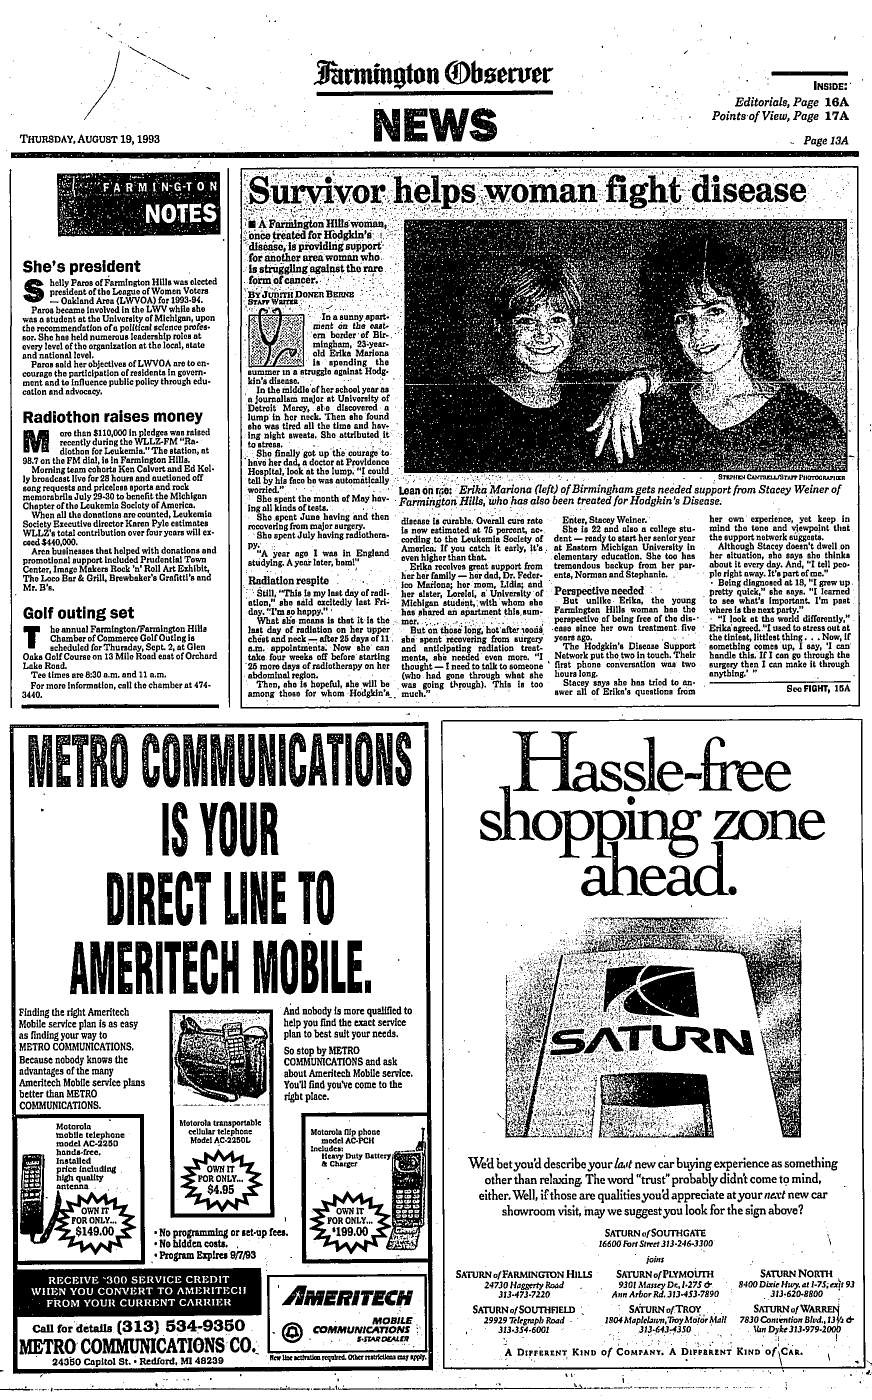 Farmington Observer
NEWS
INSIDE:
Editorials, Page 16A
Points of View, Page 17A
THURSDAY, AUGUST 19, 1993
Page 13A
FARMINGTON
NOTES
She's president
Shelly Paros of Farmington Hills was elected
president of the League of Women Voters
— Oakland Area (LWVOA) for 1993-94.
Paros became involved in the LWV while she
was a student at the University of Michigan, upon
the recommendation of a political science profes-
sor. She has held numerous leadership roles at
every level of the organization at the local, state
and national level.
Paros said her objectives of LWVOA are to en-
courage the participation of residents in govern-
ment and to influence public policy through edu-
cation and advocacy.
Radiothon raises money
More than $110,000 in pledges was raised
recently during the WLLZ-FM "Ra-
diothon for Leukemia." The station, at
98.7 on the FM dial, is in Farmington Hills.
Morning team cohorts Ken Calvert and Ed Kel-
ly broadcast live for 28 hours and auctioned off
song requests and priceless sports and rock
memorabilia July 29-30 to benefit the Michigan
Chapter of the Leukemia Society of America.
When all the donations are counted, Leukemia
Society Executive director Karen Pyle estimates
WLLZ's total contribution over four years will ex-
ceed $440,000.
Area businesses that helped with donations and
promotional support included Prudential Town
Center, Image Makers, Rock 'n' Roll Art Exhibit,
The Loco Bar & Grill, Brewbaker's Grafitti's and
Mr. B's.
Golf outing set
The annual Farmington/Farmington Hills
Chamber of Commerce Golf Outing is
scheduled for Thursday, Sept. 2, at Glen
Oaks Golf Course on 13 Mile Road east of Orchard
Lake Road.
Tee times are 8:30 a.m. and 11 a.m.
For more information, call the chamber at 474-
3440.
Survivor helps woman fight disease
■ A Farmington Hills woman,
once treated for Hodgkin's
disease, is providing support
for another area woman who
is struggling against the rare
form of cancer.
BY JUDITH DONER BERNE
STAFF WRITER
In a sunny apart-
ment on the east-
ern border of Bir-
mingham, 23-year-
old Erika Mariona
is spending the
summer in a struggle against Hodg-
kin's disease.
In the middle of her school year as
a journalism major at University of
Detroit Mercy, she discovered a
lump in her neck. Then she found
she was tired all the time and hav-
ing night sweats. She attributed it
to stress.
She finally got up the courage to
have her dad, a doctor at Providence
Hospital, look at the lump. "I could
tell by his face he was automatically
worried."
She spent the month of May hav-
ing all kinds of tests.
She spent June having and then
recovering from major surgery.
She spent July having radiothera-
py.
"A year ago I was in England
studying. A year later, bam!"
Radiation respite
Still, "This is my last day of radi-
ation," she said excitedly last Fri-
day. "I'm so happy."
What she means is that it is the
last day of radiation on her upper
chest and neck — after 25 days of 11
a.m. appointments. Now she can
take four weeks off before starting
25 more days of radiotherapy on her
abdominal region.
Then, she is hopeful, she will be
among those for whom Hodgkin's
STEPHEN CANTRELL/STAFF PHOTOGRAPHER
Lean on me: Erika Mariona (left) of Birmingham gets needed support from Stacey Weiner of
Farmington Hills, who has also been treated for Hodgkin's Disease.
disease is curable. Overall cure rate
is now estimated at 75 percent, ac-
cording to the Leukemia Society of
America. If you catch it early, it's
even higher than that.
Erika receives great support from
her family — her dad, Dr. Feder-
ico Mariona; her mom, Lidia; and
her sister, Lorelei, a University of
Michigan student, with whom she
has shared an apartment this sum-
mer.
But on those long, hot afternoons
she spent recovering from surgery
and anticipating radiation treat-
ments, she needed even more. "I
thought — I need to talk to someone
(who had gone through what she
was going through). This is too
much."
Enter, Stacey Weiner.
She is 22 and also a college stu-
dent — ready to start her senior year
at Eastern Michigan University in
elementary education. She too has
tremendous backup from her par-
ents, Norman and Stephanie.
Perspective needed
But unlike Erika, the young
Farmington Hills woman has the
perspective of being free of the dis-
ease since her own treatment five
years ago.
The Hodgkin's Disease Support
Network put the two in touch. Their
first phone conversation was two
hours long.
Stacey says she has tried to an-
swer all of Erika's questions from
her own experience, yet keep in
mind the tone and viewpoint that
the support network suggests.
Although Stacey doesn't dwell on
her situation, she says she thinks
about it every day. And, "I tell peo-
ple right away. It's part of me."
Being diagnosed at 18, "I grew up
pretty quick," she says. "I learned
to see what's important. I'm past
where is the next party."
"I look at the world differently,"
Erika agreed. "I used to stress out at
the tiniest, littlest thing . . . Now, if
something comes up, I say, 'I can
handle this. If I can go through the
surgery then I can make it through
anything.' "
See FIGHT, 15A
METRO COMMUNICATIONS
IS YOUR
DIRECT LINE TO
AMERITECH MOBILE.
Finding the right Ameritech
Mobile service plan is as easy
as finding your way to
METRO COMMUNICATIONS.
Because nobody knows the
advantages of the many
Ameritech Mobile service plans
better than METRO
COMMUNICATIONS.
And nobody is more qualified to
help you find the exact service
plan to best suit your needs.
So stop by METRO
COMMUNICATIONS and ask
about Ameritech Mobile service.
You'll find you've come to the
right place.
Motorola
mobile telephone
model AC-2250
hands-free.
Installed
price including
high quality
antenna
OWN IT
FOR ONLY...
$149.00
Motorola transportable
cellular telephone
Model AC-2250L
OWN IT
FOR ONLY...
$4.95
Motorola flip phone
model AC-PCH
Includes:
Heavy Duty Battery
& Charger
OWN IT
FOR ONLY...
$199.00
• No programming or set-up fees.
• No hidden costs.
• Program Expires 9/7/93
RECEIVE $300 SERVICE CREDIT
WHEN YOU CONVERT TO AMERITECH
FROM YOUR CURRENT CARRIER
Call for details (313) 534-9350
METRO COMMUNICATIONS CO.
24350 Capitol St. • Redford, MI 48239
AMERITECH
MOBILE
COMMUNICATIONS
5-STAR DEALER
New line activation required. Other restrictions may apply.
Hassle-free
shopping zone
ahead.
SATURN
We'd bet you'd describe your last new car buying experience as something
other than relaxing. The word "trust" probably didn't come to mind,
either. Well, if those are qualities you'd appreciate at your next new car
showroom visit, may we suggest you look for the sign above?
SATURN of SOUTHGATE
16600 Fort Street 313-246-3300
joins
SATURN of FARMINGTON HILLS
24730 Haggerty Road
313-473-7220
SATURN of PLYMOUTH
9301 Massey Dr., I-275 &
Ann Arbor Rd. 313-453-7890
SATURN NORTH
8400 Dixie Hwy. at I-75, exit 93
313-620-8800
SATURN of SOUTHFIELD
29929 Telegraph Road
313-354-6001
SATURN of TROY
1804 Maplelawn, Troy Motor Mall
313-643-4350
SATURN of WARREN
7830 Convention Blvd., 13½ &
Van Dyke 313-979-2000
A DIFFERENT KIND of COMPANY. A DIFFERENT KIND of CAR.